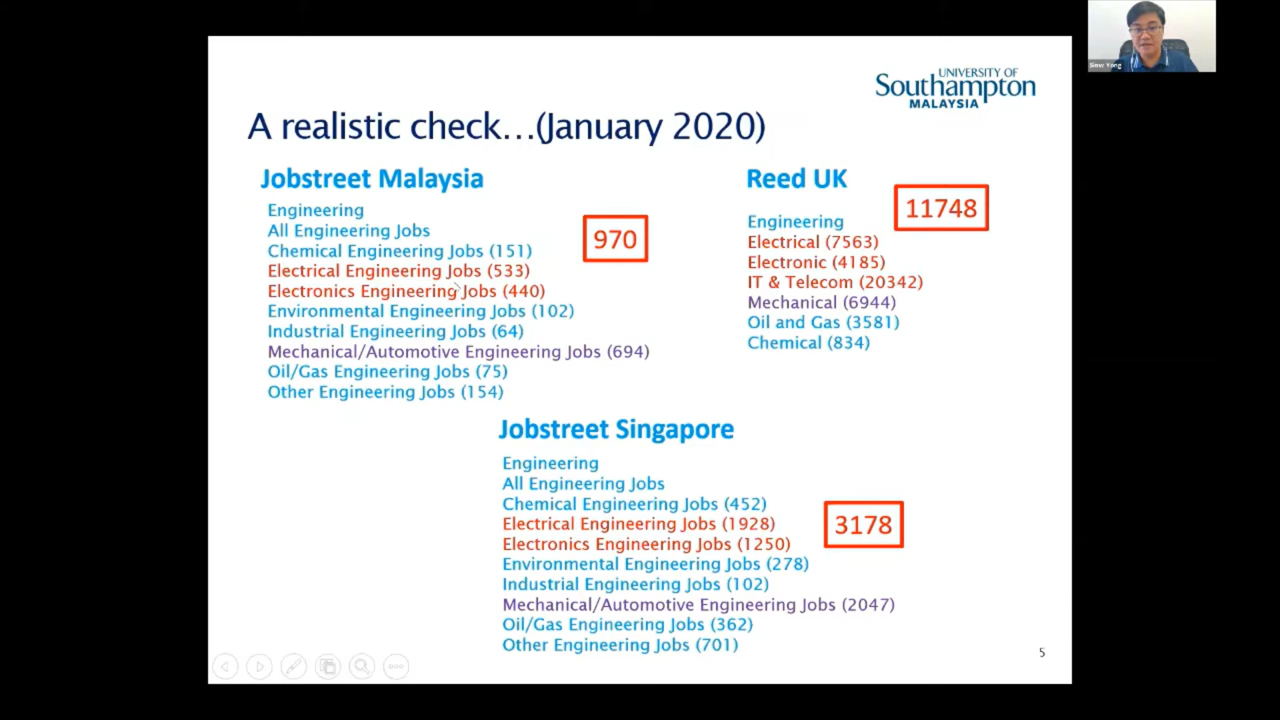 UNIVERSITY OF
Southampton
MALAYSIA
Siew Yong
A realistic check...(January 2020)
Jobstreet Malaysia
Engineering
All Engineering Jobs
Chemical Engineering Jobs (151)
Electrical Engineering Jobs (533)
Electronics Engineering Jobs (440)
Environmental Engineering Jobs (102)
Industrial Engineering Jobs (64)
Mechanical/Automotive Engineering Jobs (694)
Oil/Gas Engineering Jobs (75)
Other Engineering Jobs (154)
970
Reed UK
11748
Engineering
Electrical (7563)
Electronic (4185)
IT & Telecom (20342)
Mechanical (6944)
Oil and Gas (3581)
Chemical (834)
Jobstreet Singapore
Engineering
All Engineering Jobs
Chemical Engineering Jobs (452)
Electrical Engineering Jobs (1928)
Electronics Engineering Jobs (1250)
Environmental Engineering Jobs (278)
Industrial Engineering Jobs (102)
Mechanical/Automotive Engineering Jobs (2047)
Oil/Gas Engineering Jobs (362)
Other Engineering Jobs (701)
3178
5